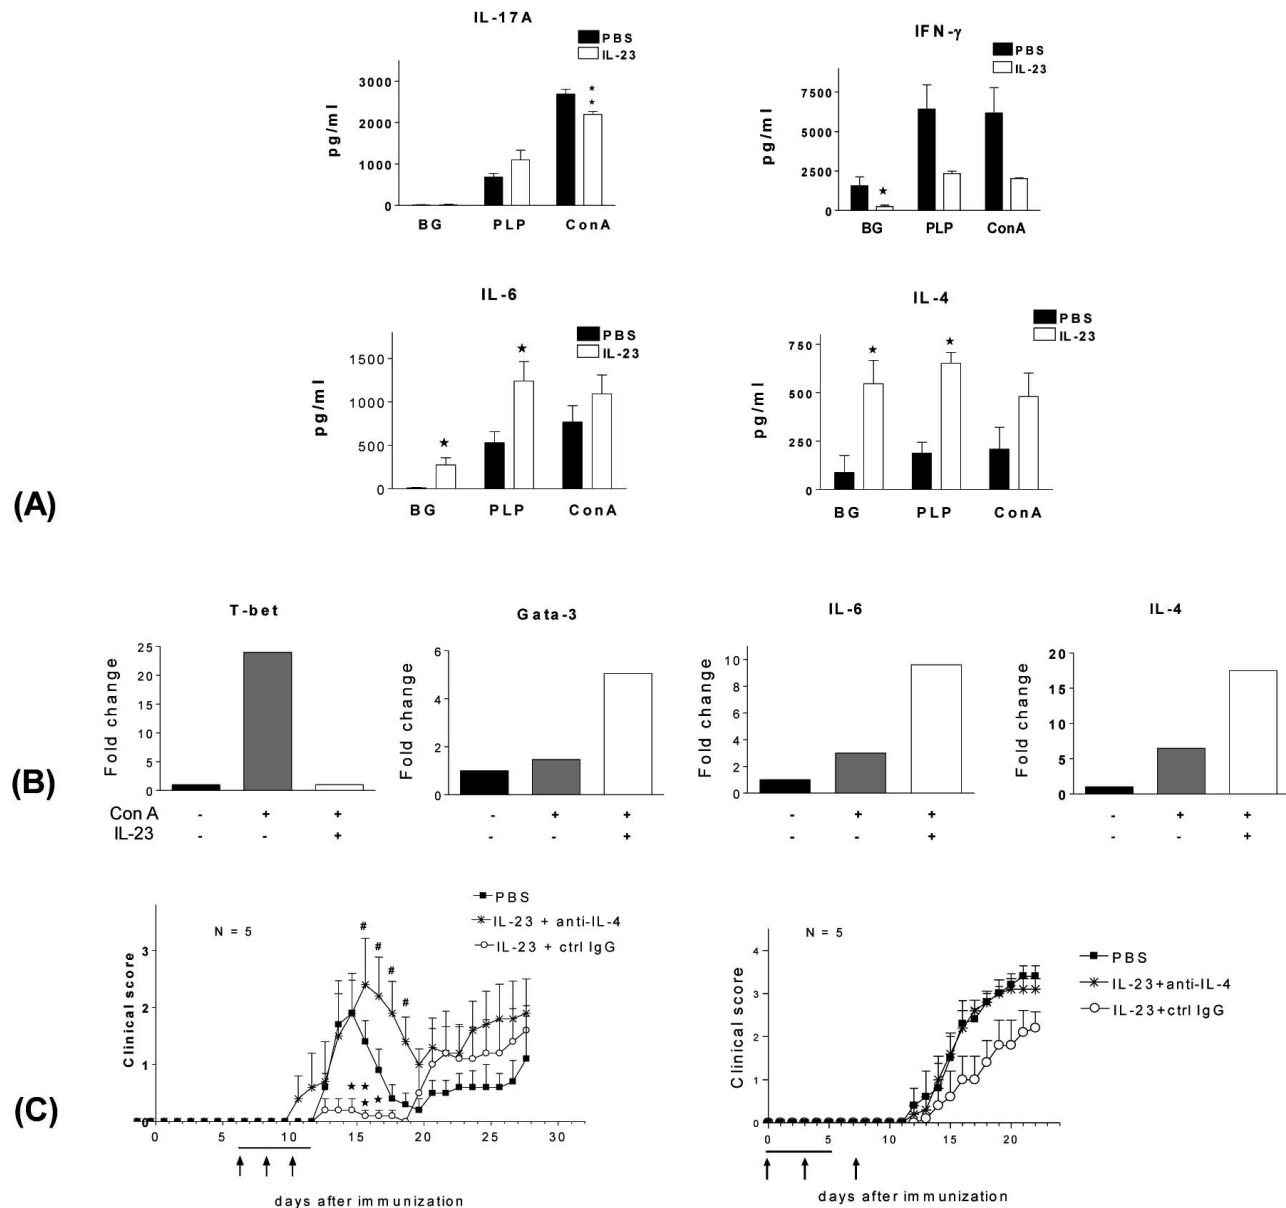 IL-17A
PBS
IL-23
pg/ml
3000
2000
1000
0
BG PLP ConA
IFN-γ
PBS
IL-23
pg/ml
7500
5000
2500
0
BG PLP ConA
IL-6
PBS
IL-23
pg/ml
1500
1000
500
0
BG PLP ConA
IL-4
PBS
IL-23
pg/ml
750
500
250
0
BG PLP ConA
(A)
T-bet
Fold change
25
20
15
10
5
0
Gata-3
Fold change
6
4
2
0
IL-6
Fold change
10
8
6
4
2
0
IL-4
Fold change
20
15
10
5
0
(B)
Con A - + + - + + - + + - + +
IL-23 - - + - - + - - + - - +
(C)
PBS
IL-23 + anti-IL-4
IL-23 + ctrl IgG
N = 5
# # # #
Clinical score
3
2
1
0
0 5 10 15 20 25 30
days after immunization
N = 5
PBS
IL-23+anti-IL-4
IL-23+ctrl IgG
Clinical score
4
3
2
1
0
0 5 10 15 20
days after immunization